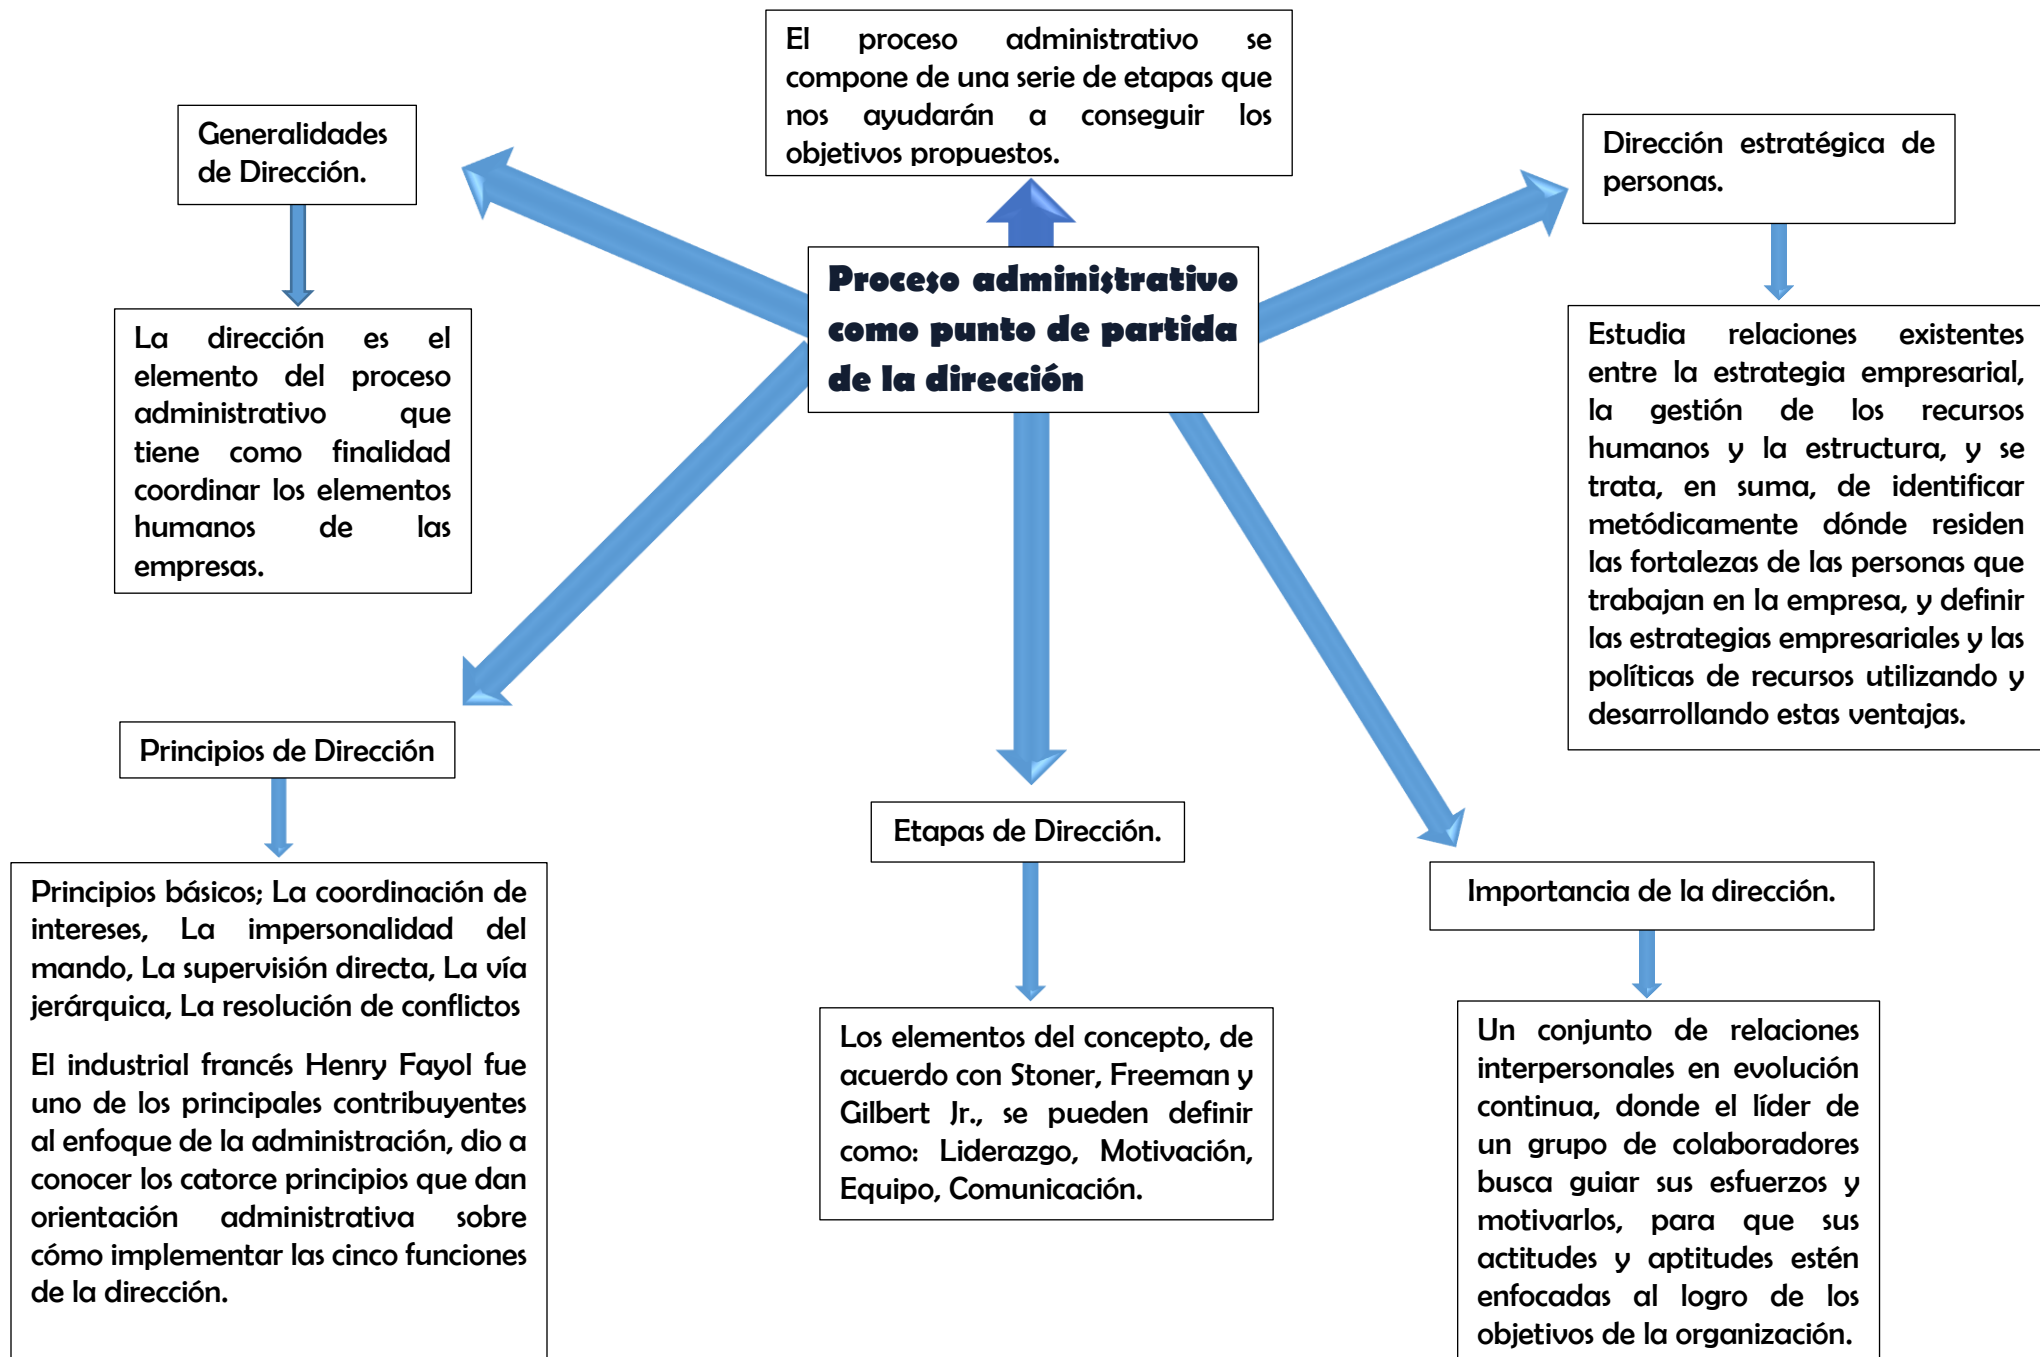 El proceso administrativo se
compone de una serie de etapas que
nos ayudarán a conseguir los
objetivos propuestos.
Generalidades
de Dirección.
Dirección estratégica de
personas.
Proceso administrativo
como punto de partida
de la dirección
La dirección es el
elemento del proceso
administrativo que
tiene como finalidad
coordinar los elementos
humanos de las
empresas.
Estudia relaciones existentes
entre la estrategia empresarial,
la gestión de los recursos
humanos y la estructura, y se
trata, en suma, de identificar
metódicamente dónde residen
las fortalezas de las personas que
trabajan en la empresa, y definir
las estrategias empresariales y las
políticas de recursos utilizando y
desarrollando estas ventajas.
Principios de Dirección
Etapas de Dirección.
Importancia de la dirección.
Principios básicos; La coordinación de
intereses, La impersonalidad del
mando, La supervisión directa, La vía
jerárquica, La resolución de conflictos
El industrial francés Henry Fayol fue
uno de los principales contribuyentes
al enfoque de la administración, dio a
conocer los catorce principios que dan
orientación administrativa sobre
cómo implementar las cinco funciones
de la dirección.
Los elementos del concepto, de
acuerdo con Stoner, Freeman y
Gilbert Jr., se pueden definir
como: Liderazgo, Motivación,
Equipo, Comunicación.
Un conjunto de relaciones
interpersonales en evolución
continua, donde el líder de
un grupo de colaboradores
busca guiar sus esfuerzos y
motivarlos, para que sus
actitudes y aptitudes estén
enfocadas al logro de los
objetivos de la organización.